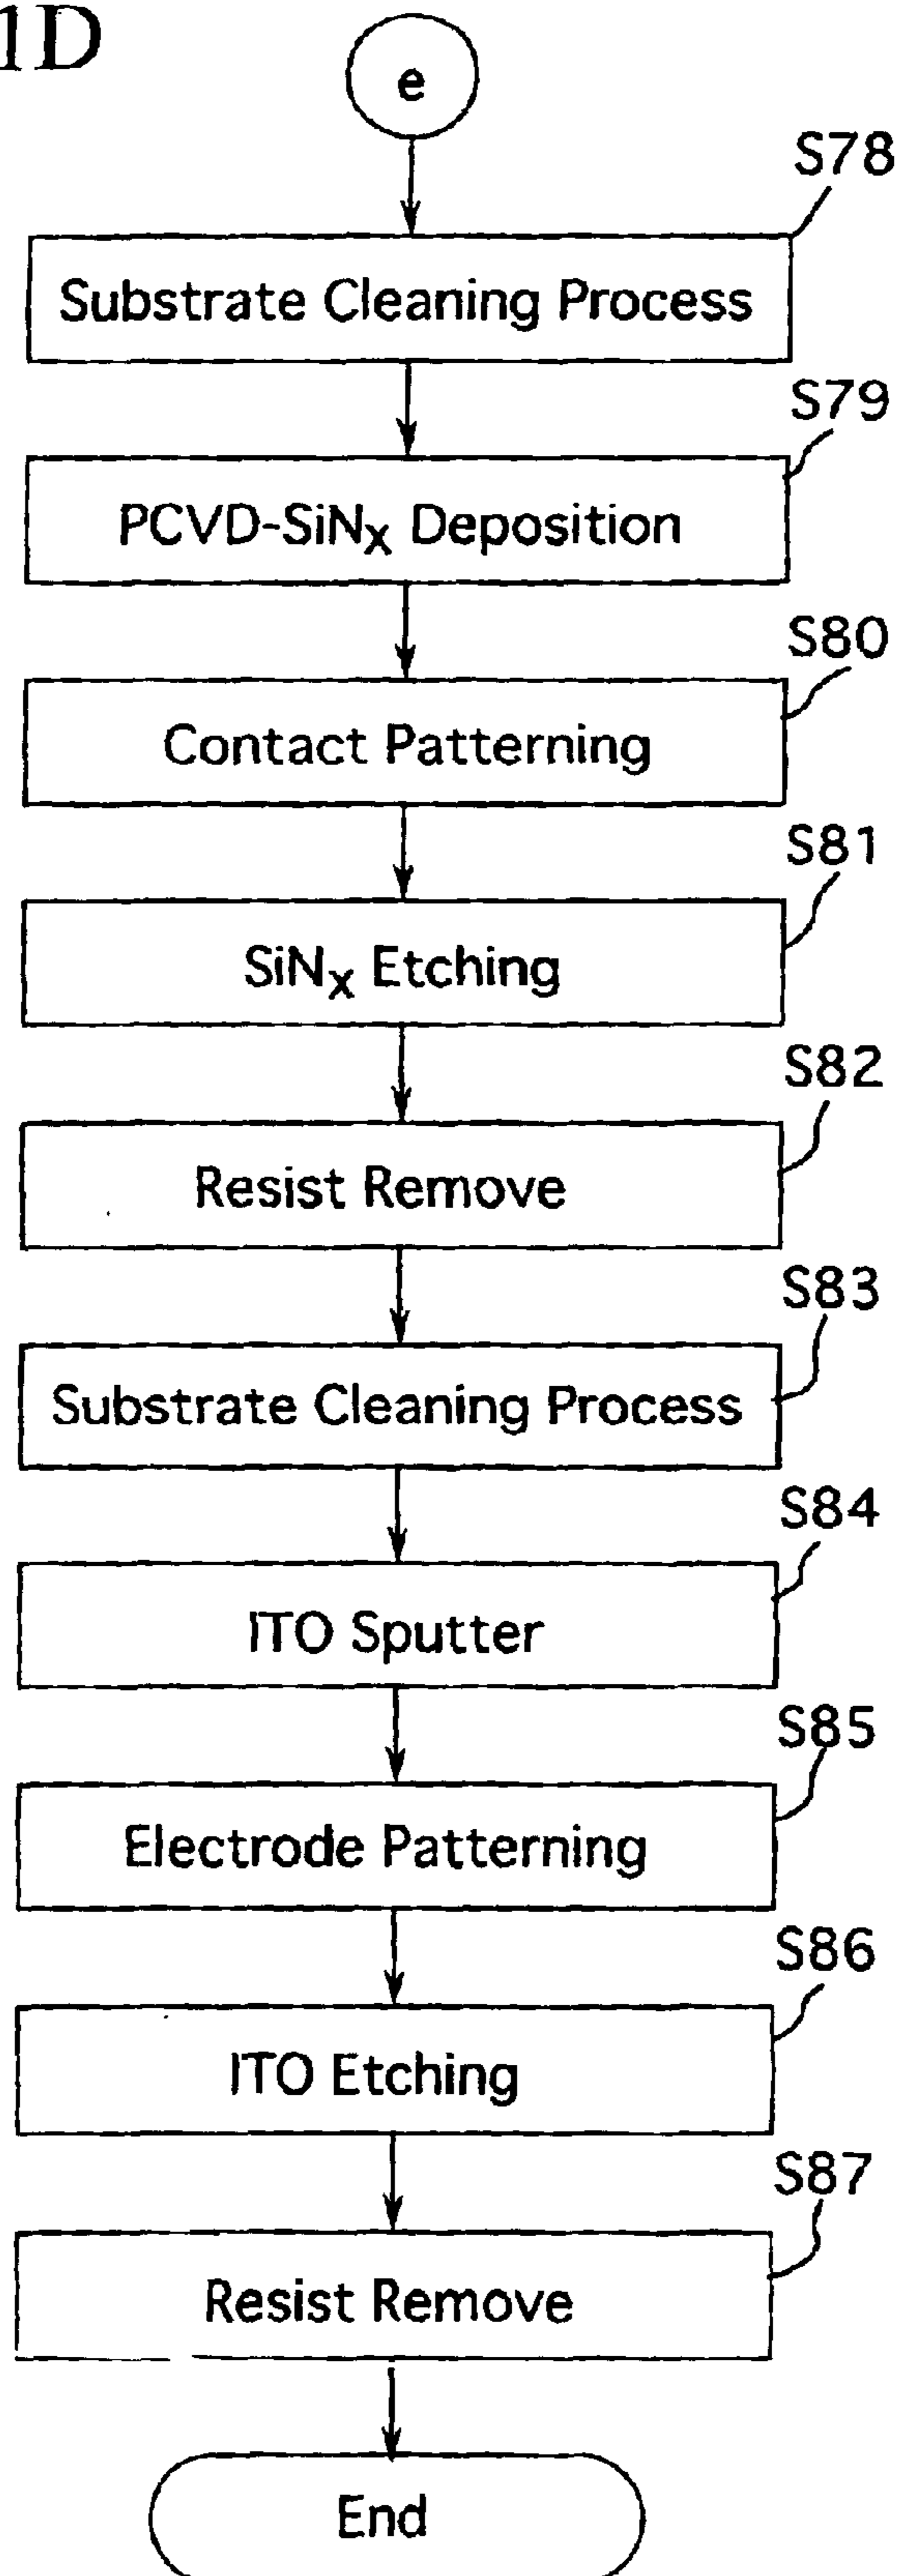 1D
e
S78
Substrate Cleaning Process
S79
PCVD-SiNx Deposition
S80
Contact Patterning
S81
SiNx Etching
S82
Resist Remove
S83
Substrate Cleaning Process
S84
ITO Sputter
S85
Electrode Patterning
S86
ITO Etching
S87
Resist Remove
End